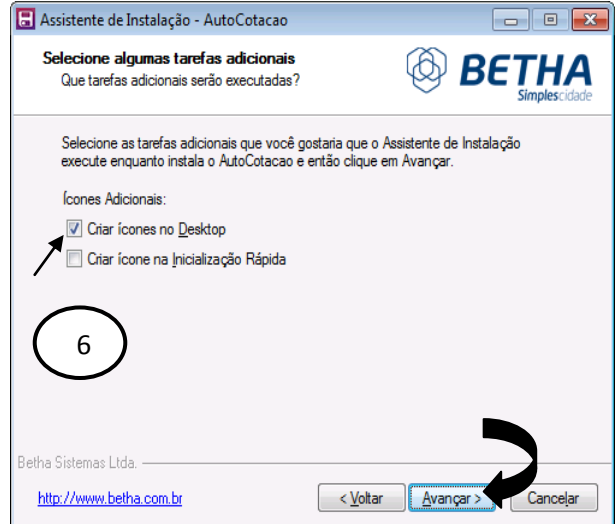 Assistente de Instalação - AutoCotacao
Selecione algumas tarefas adicionais
Que tarefas adicionais serão executadas?
BETHA
Simplescidade
Selecione as tarefas adicionais que você gostaria que o Assistente de Instalação
execute enquanto instala o AutoCotacao e então clique em Avançar.
Ícones Adicionais:
Criar ícones no Desktop
Criar ícone na Inicialização Rápida
6
Betha Sistemas Ltda.
http://www.betha.com.br
< Voltar
Avançar >
Cancelar